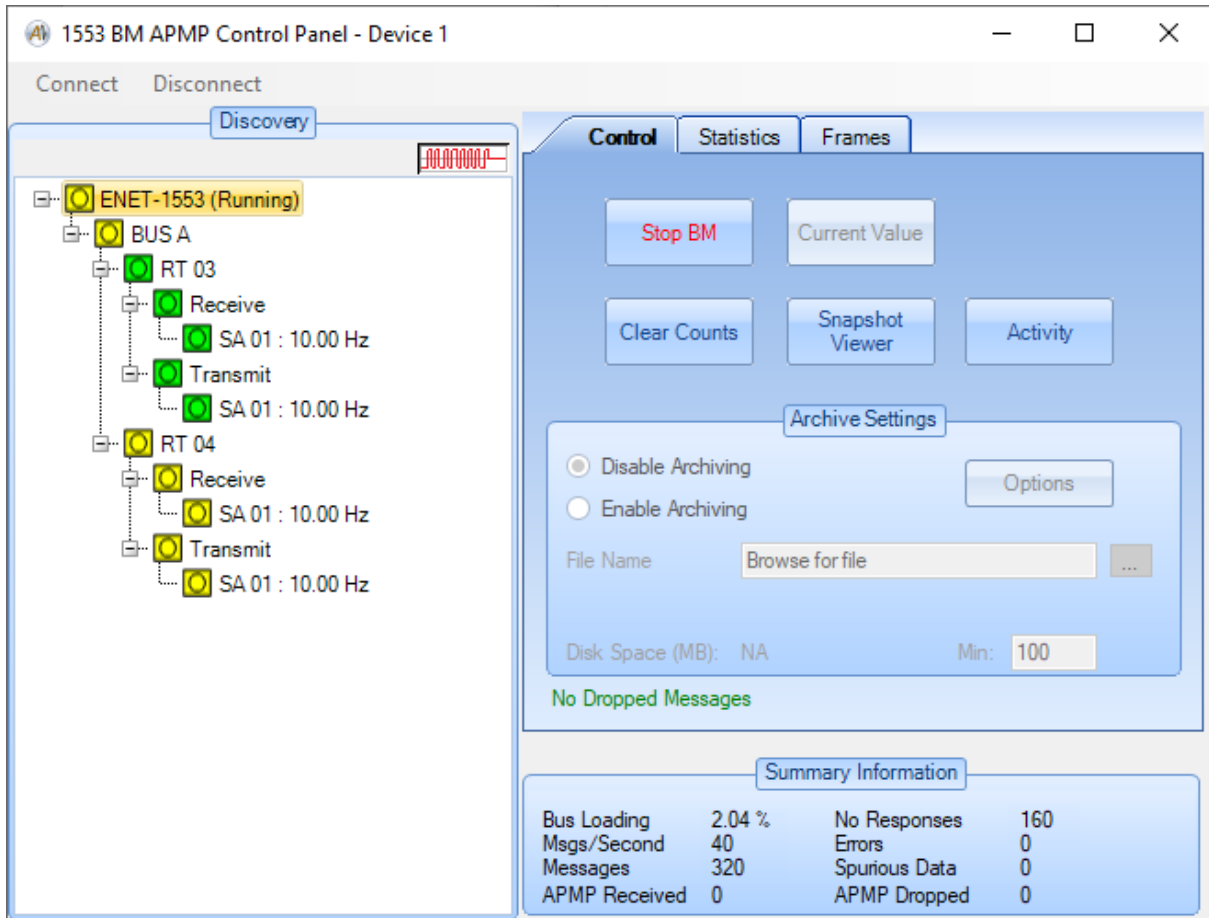 1553 BM APMP Control Panel - Device 1
Connect Disconnect
Discovery
ENET-1553 (Running)
BUS A
RT 03
Receive
SA 01 : 10.00 Hz
Transmit
SA 01 : 10.00 Hz
RT 04
Receive
SA 01 : 10.00 Hz
Transmit
SA 01 : 10.00 Hz
Control Statistics Frames
Stop BM
Current Value
Clear Counts
Snapshot
Viewer
Activity
Archive Settings
Disable Archiving
Enable Archiving
Options
File Name Browse for file ...
Disk Space (MB): NA Min: 100
No Dropped Messages
Summary Information
Bus Loading 2.04 % No Responses 160
Msgs/Second 40 Errors 0
Messages 320 Spurious Data 0
APMP Received 0 APMP Dropped 0